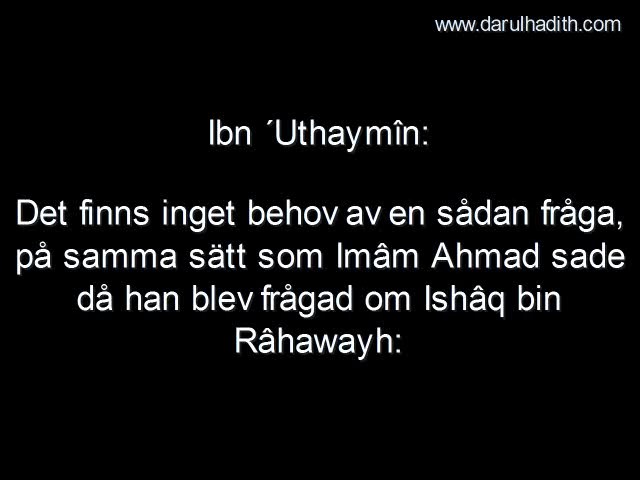 www.darulhadith.com
Ibn ´Uthaymîn:
Det finns inget behov av en sådan fråga,
på samma sätt som Imâm Ahmad sade
då han blev frågad om Ishâq bin
Râhawayh: